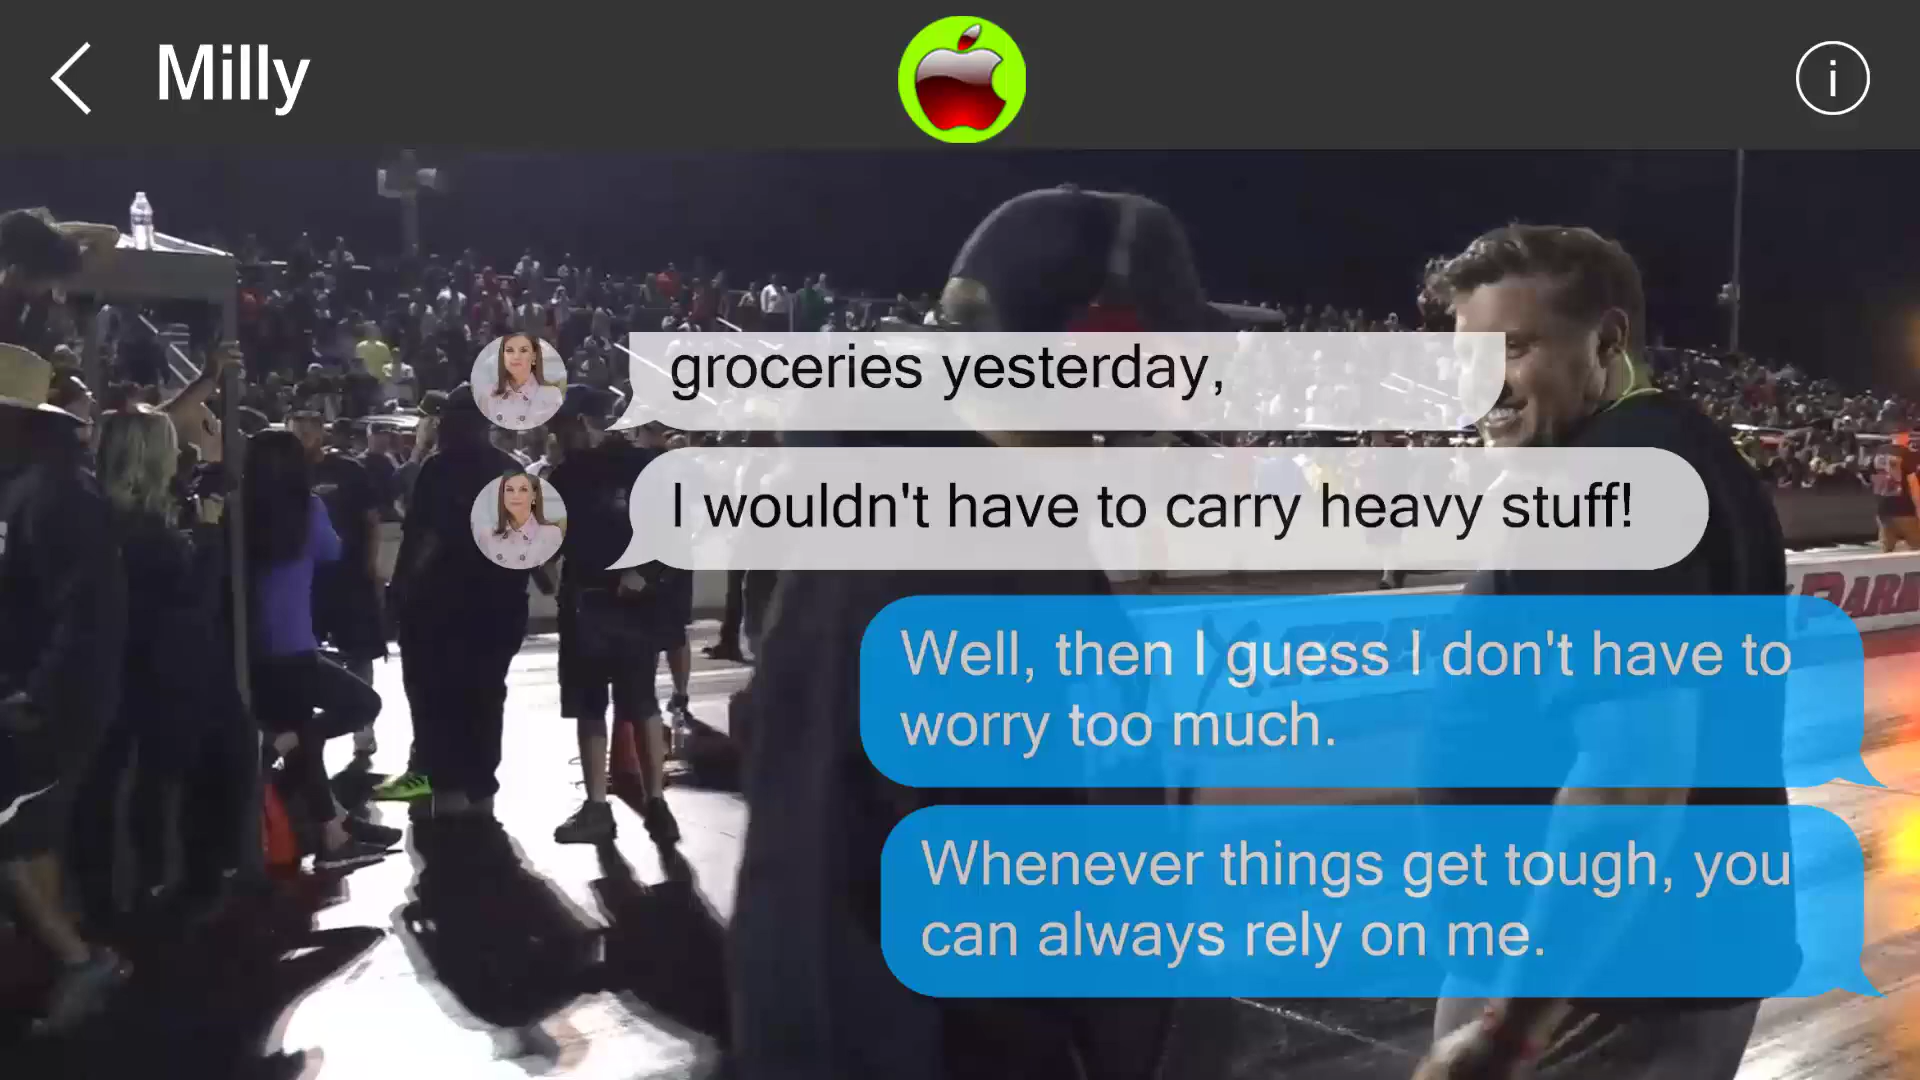 Milly
groceries yesterday,
I wouldn't have to carry heavy stuff!
Well, then I guess I don't have to
worry too much.
Whenever things get tough, you
can always rely on me.